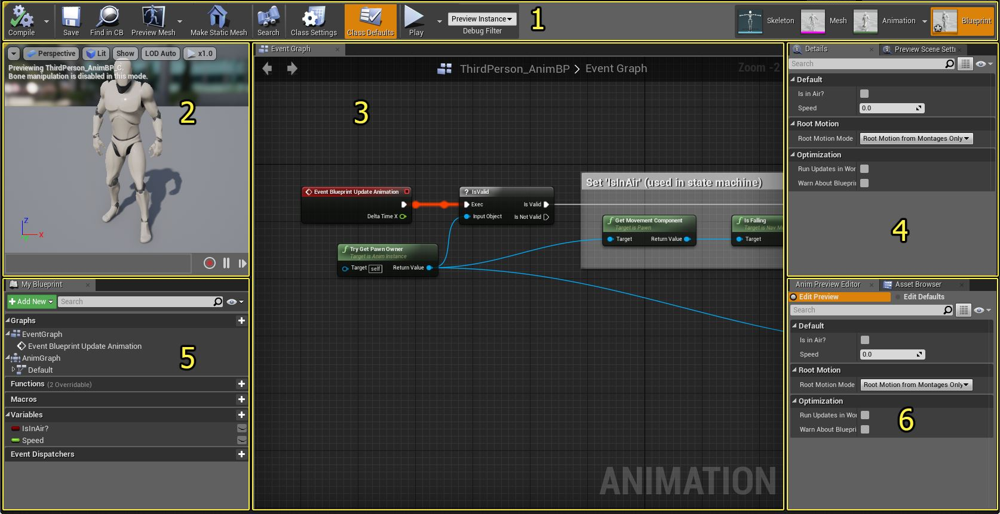 Compile
Save
Find in CB
Preview Mesh
Make Static Mesh
Search
Class Settings
Class Defaults
Play
Preview Instance
Debug Filter
1
Skeleton
Mesh
Animation
Blueprint
Perspective
Lit
Show
LOD Auto
x1.0
Previewing ThirdPerson_AnimBP_C.
Bone manipulation is disabled in this mode.
2
Z
X
My Blueprint
Add New
Search
Graphs
EventGraph
Event Blueprint Update Animation
AnimGraph
Default
5
Functions (2 Overridable)
Macros
Variables
IsInAir?
Speed
Event Dispatchers
Event Graph
ThirdPerson_AnimBP > Event Graph
Zoom -2
3
Event Blueprint Update Animation
Delta Time X
? IsValid
Exec
Is Valid
Input Object
Is Not Valid
Set 'IsInAir' (used in state machine)
f Get Movement Component
Target is Pawn
Target
Return Value
f Is Falling
Target is Nav M
Target
f Try Get Pawn Owner
Target is Anim Instance
Target self
Return Value
ANIMATION
Details
Preview Scene Setti
Search
Default
Is in Air?
Speed 0.0
Root Motion
Root Motion Mode Root Motion from Montages Only
Optimization
Run Updates in Wor
Warn About Blueprin
4
Anim Preview Editor
Asset Browser
Edit Preview
Edit Defaults
Search
Default
Is in Air?
Speed 0.0
Root Motion
Root Motion Mode Root Motion from Montages Only
Optimization
Run Updates in Wor
Warn About Bluepri
6